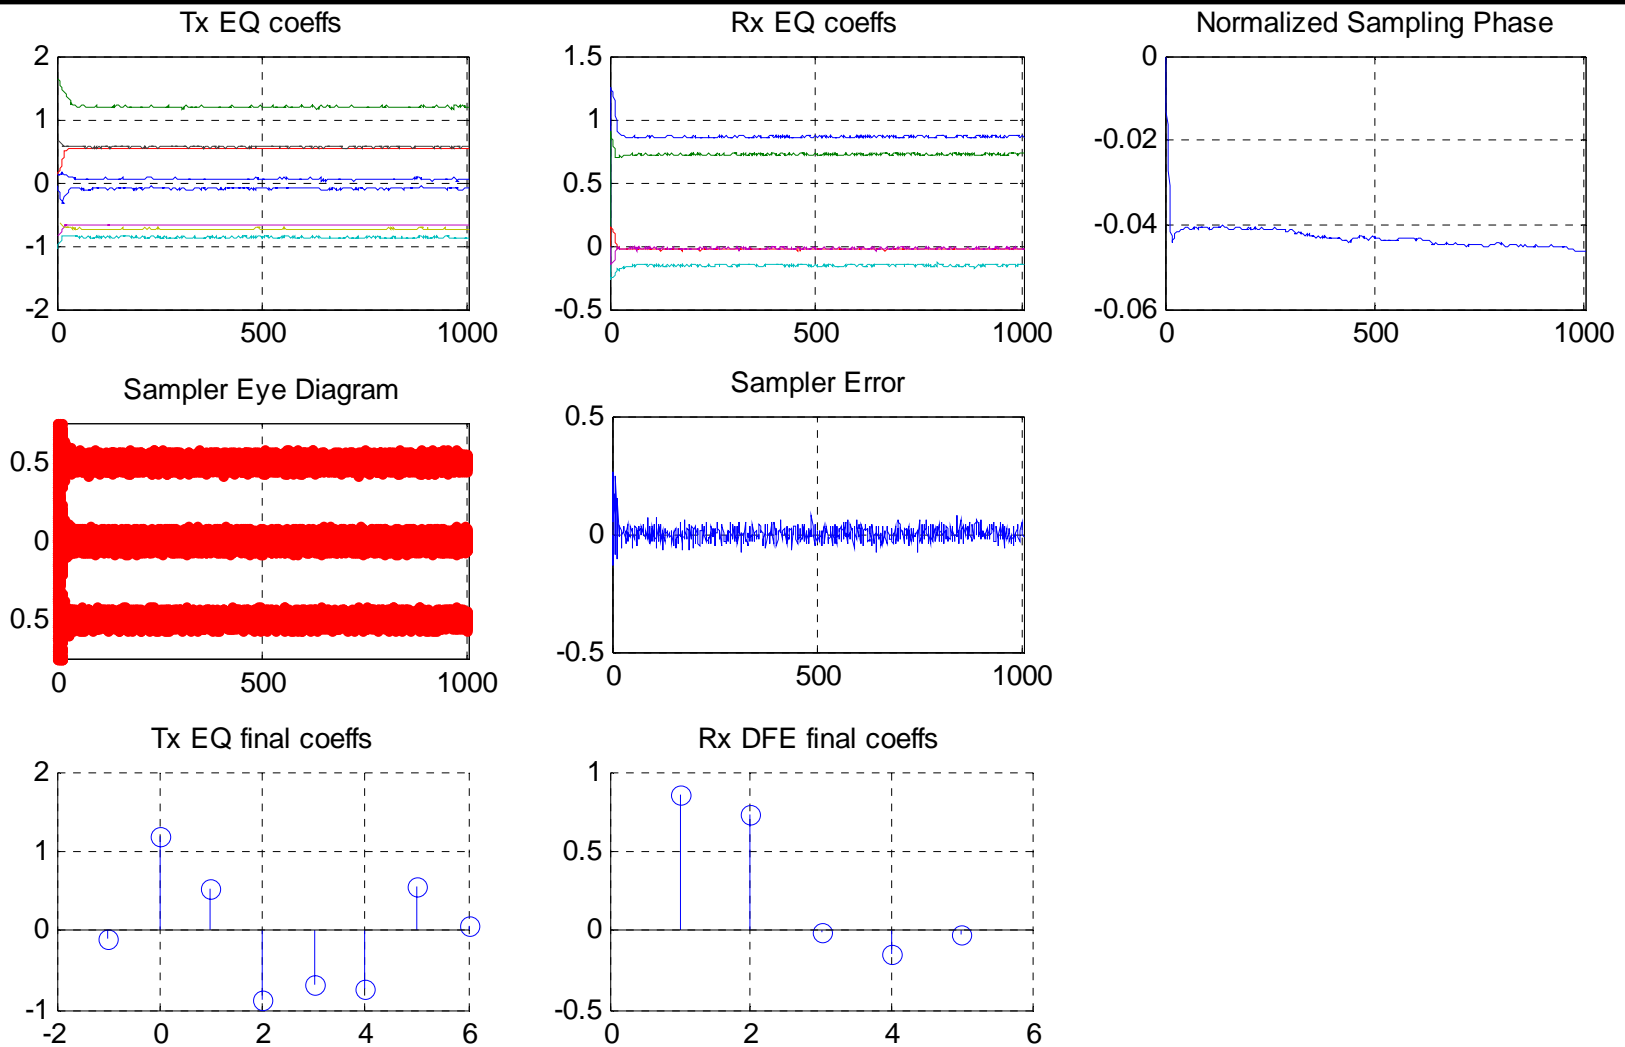 Tx EQ coeffs
2
1
0
-1
-2
0 500 1000
Rx EQ coeffs
1.5
1
0.5
0
-0.5
0 500 1000
Normalized Sampling Phase
0
-0.02
-0.04
-0.06
0 500 1000
Sampler Eye Diagram
0.5
0
0.5
0 500 1000
Sampler Error
0.5
0
-0.5
0 500 1000
Tx EQ final coeffs
2
1
0
-1
-2 0 2 4 6
Rx DFE final coeffs
1
0.5
0
-0.5
0 2 4 6